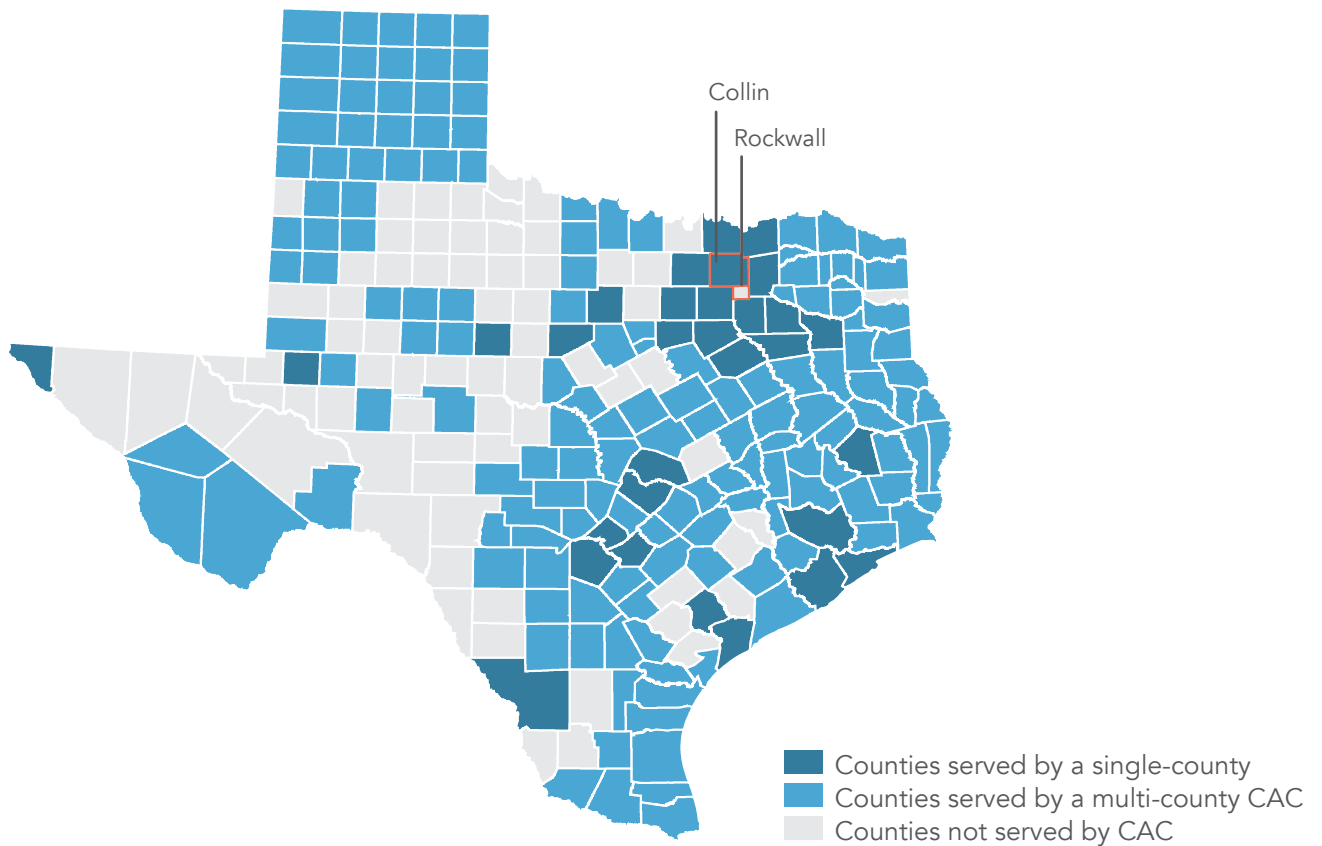 Collin
Rockwall
Counties served by a single-county
Counties served by a multi-county CAC
Counties not served by CAC